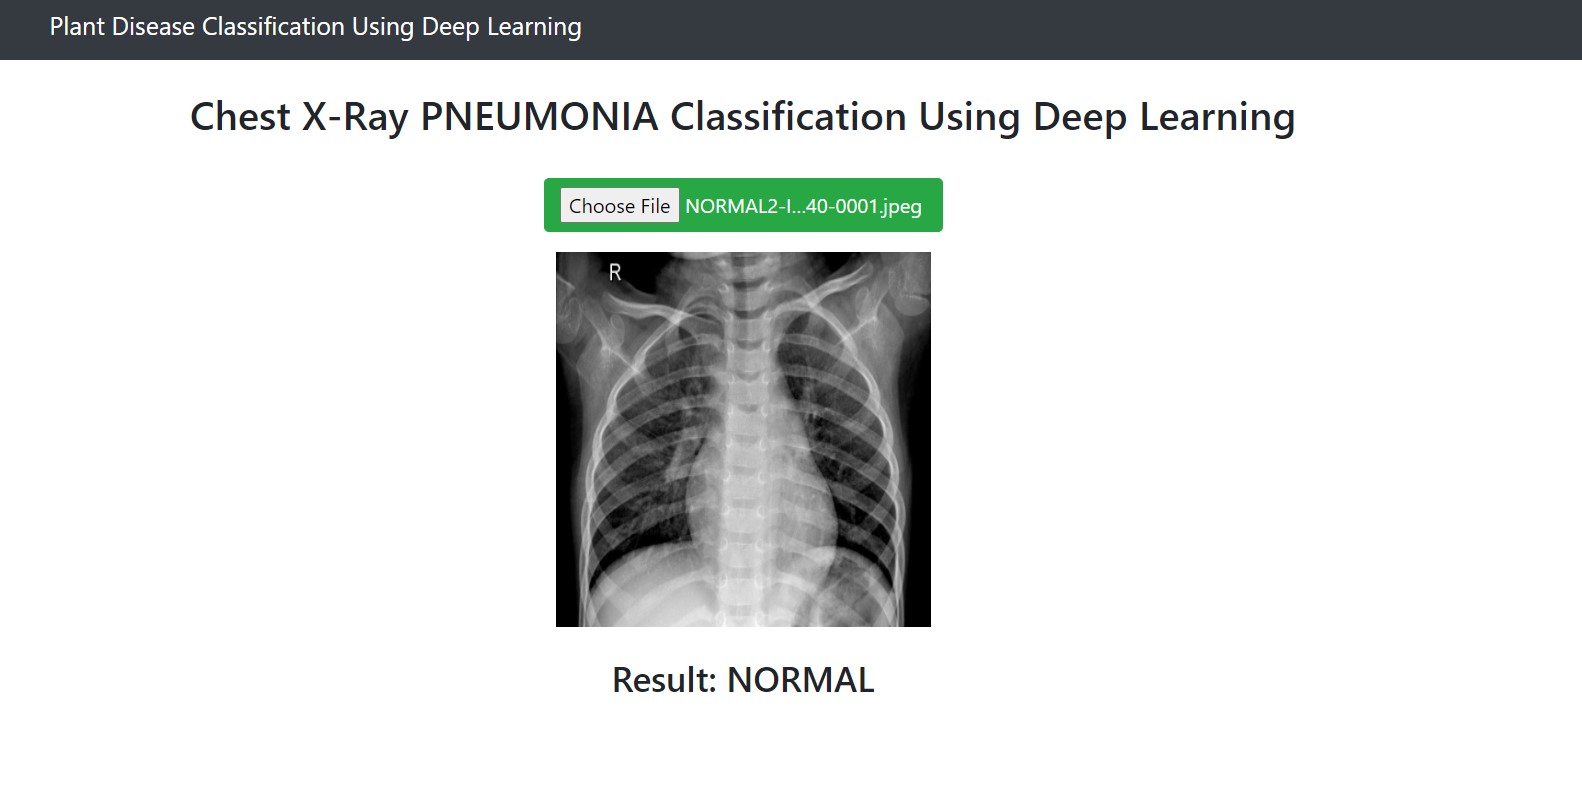 Plant Disease Classification Using Deep Learning
Chest X-Ray PNEUMONIA Classification Using Deep Learning
Choose File NORMAL2-I...40-0001.jpeg
R
Result: NORMAL